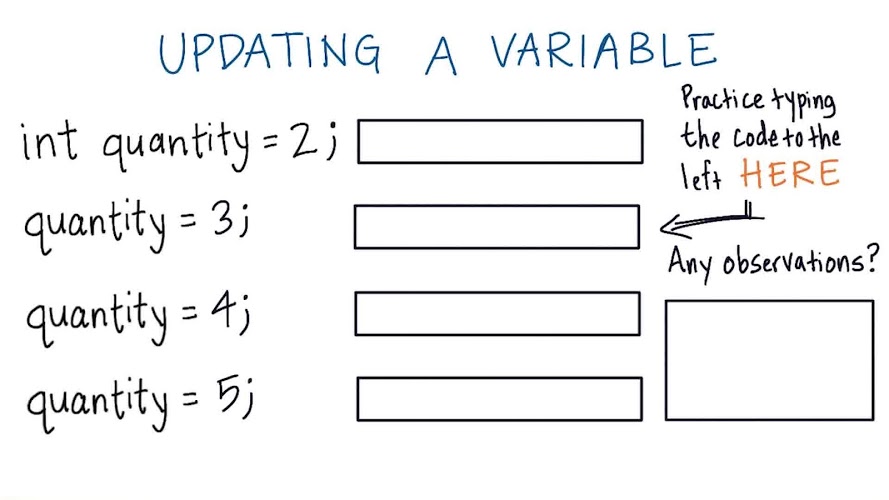 UPDATING A VARIABLE
int quantity = 2;
quantity = 3;
quantity = 4;
quantity = 5;
Practice typing
the code to the
left HERE
Any observations?